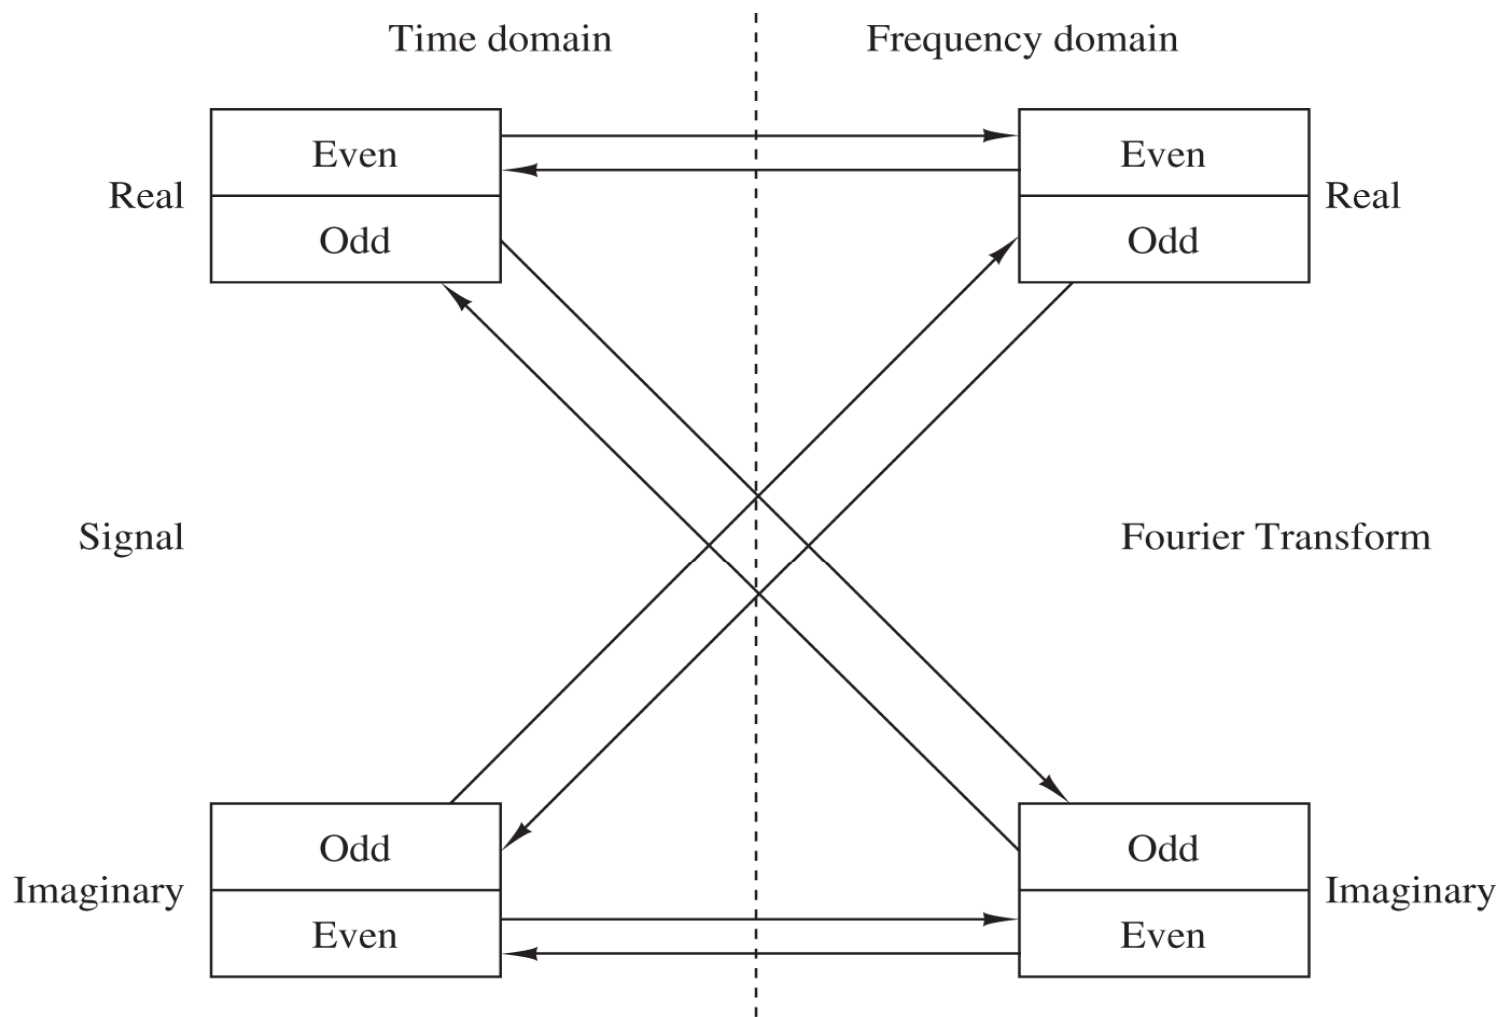 Time domain
Frequency domain
Even
Even
Real
Real
Odd
Odd
Signal
Fourier Transform
Odd
Odd
Imaginary
Imaginary
Even
Even